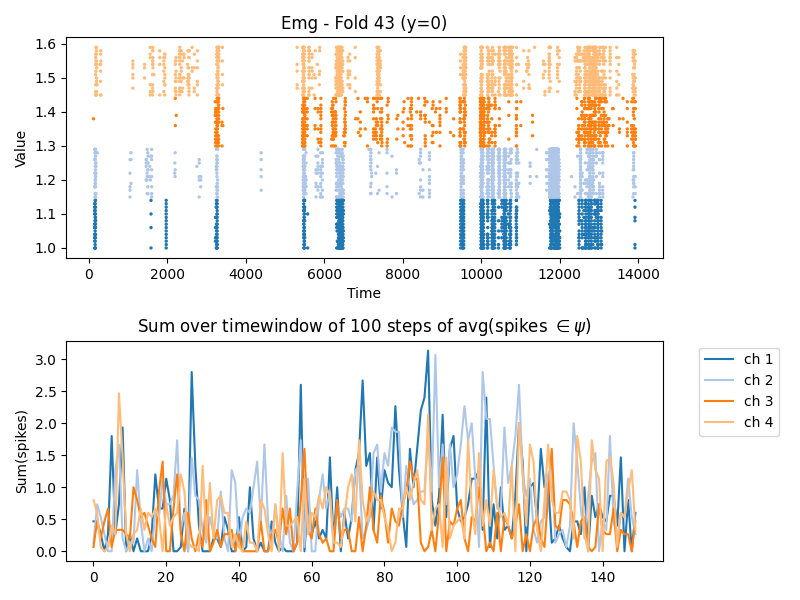 Emg - Fold 43 (y=0)
Value
1.6
1.5
1.4
1.3
1.2
1.1
1.0
0 2000 4000 6000 8000 10000 12000 14000
Time
Sum over timewindow of 100 steps of avg(spikes ∈ ψ)
Sum(spikes)
3.0
2.5
2.0
1.5
1.0
0.5
0.0
0 20 40 60 80 100 120 140
ch 1
ch 2
ch 3
ch 4